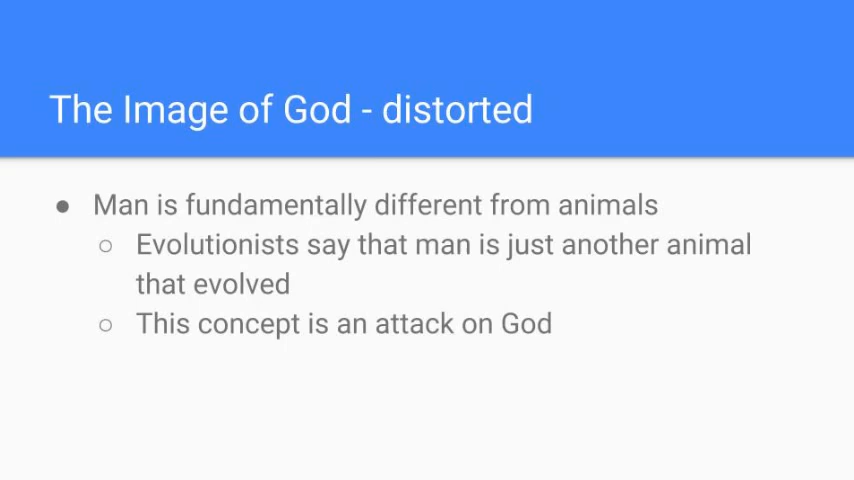 The Image of God - distorted
● Man is fundamentally different from animals
○ Evolutionists say that man is just another animal
that evolved
○ This concept is an attack on God